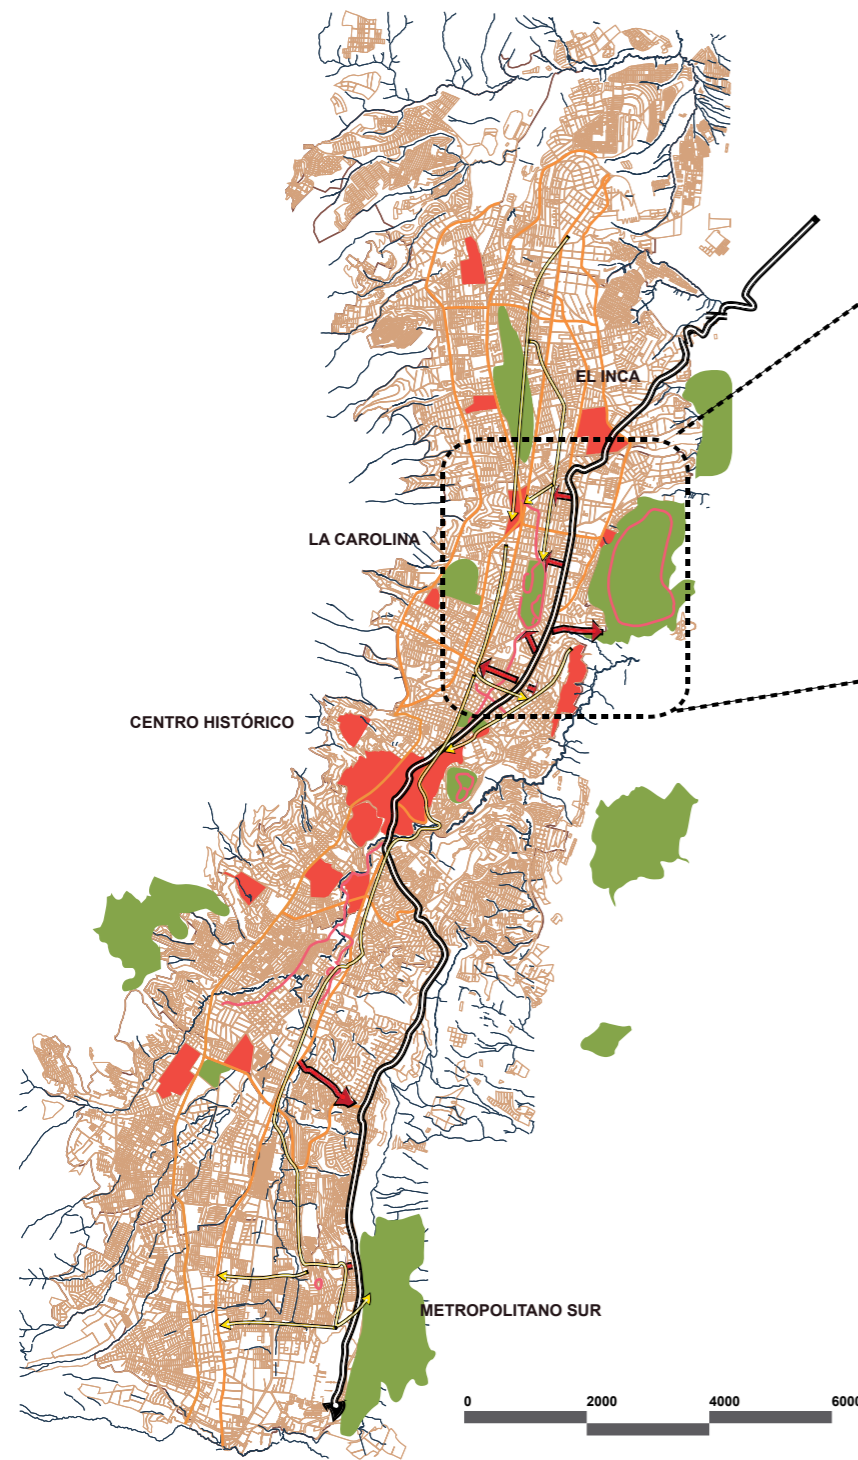 EL INCA
LA CAROLINA
CENTRO HISTÓRICO
METROPOLITANO SUR
0 2000 4000 6000